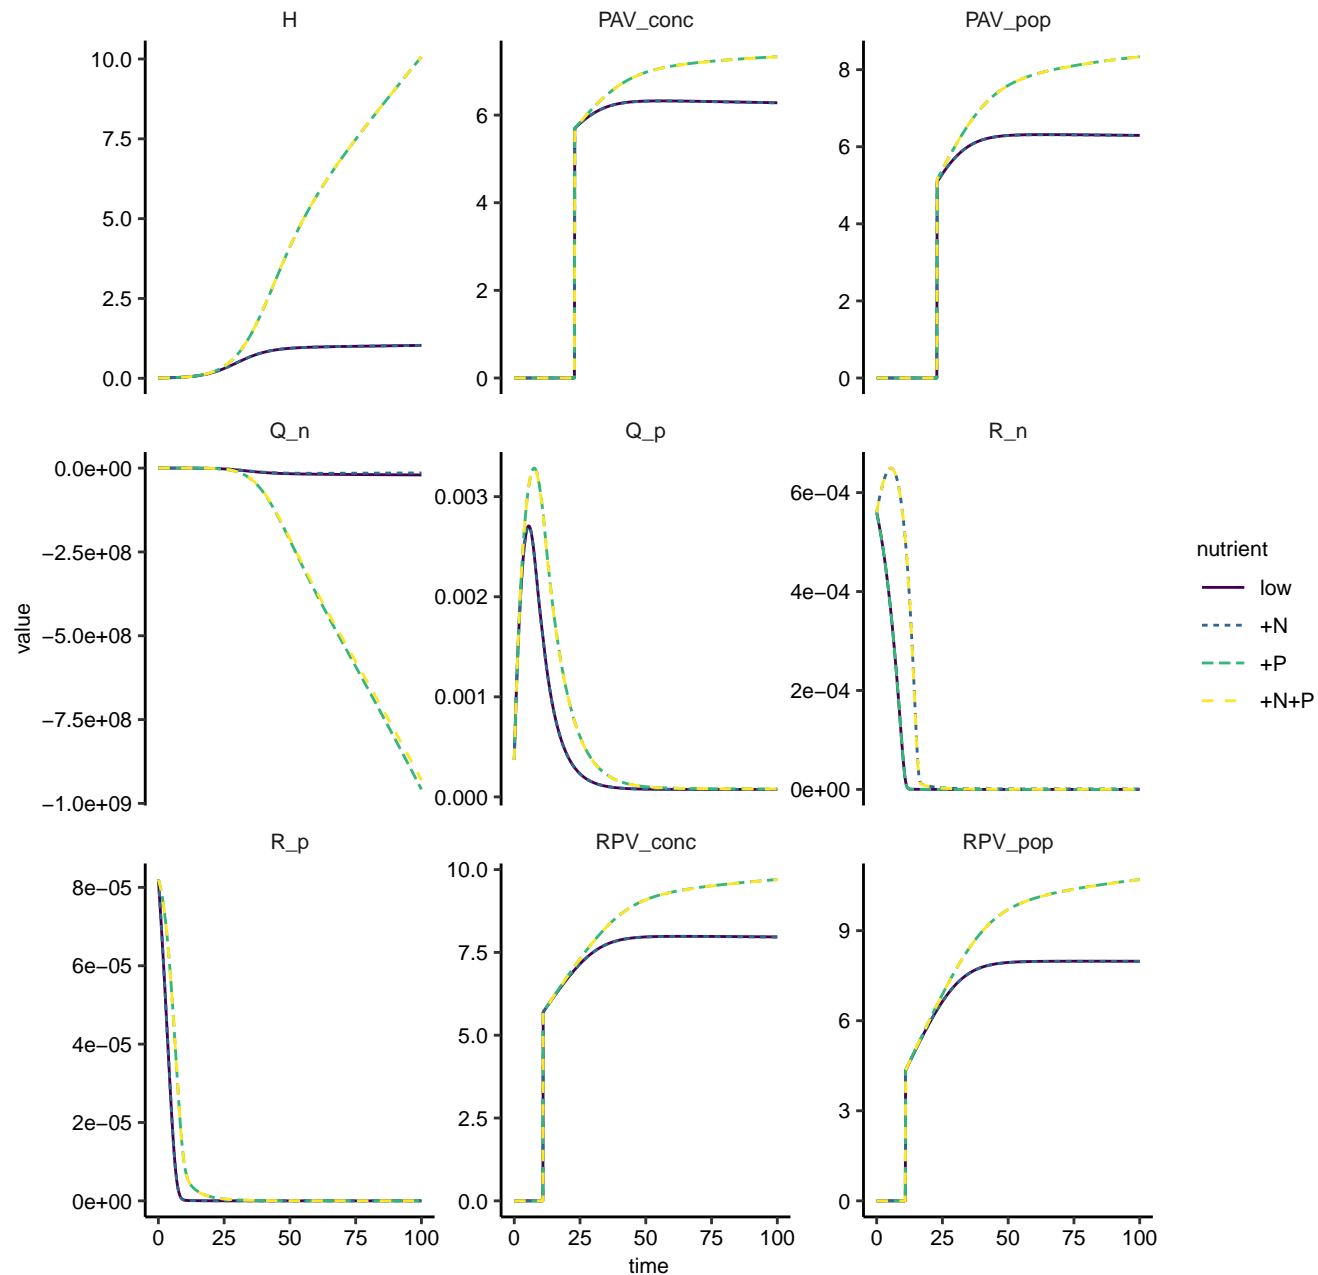 H
PAV_conc
PAV_pop
10.0
7.5
5.0
2.5
0.0
6
4
2
0
8
6
4
2
0
Q_n
Q_p
R_n
0.0e+00
−2.5e+08
−5.0e+08
−7.5e+08
−1.0e+09
0.003
0.002
0.001
0.000
6e−04
4e−04
2e−04
0e+00
R_p
RPV_conc
RPV_pop
8e−05
6e−05
4e−05
2e−05
0e+00
10.0
7.5
5.0
2.5
0.0
9
6
3
0
0 25 50 75 100
0 25 50 75 100
0 25 50 75 100
time
value
nutrient
low
+N
+P
+N+P